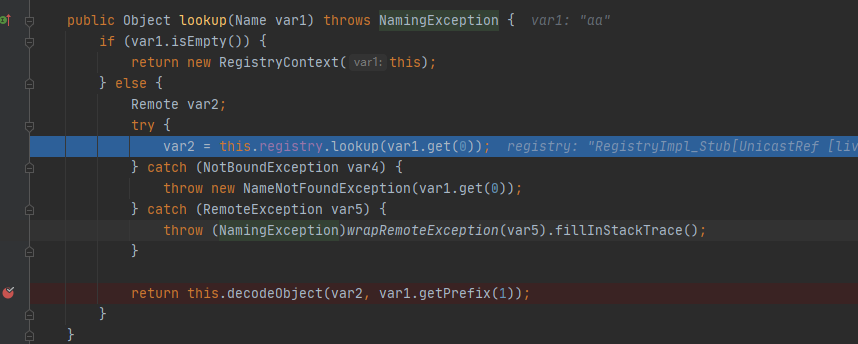 public Object lookup(Name var1) throws NamingException {  var1: "aa"
    if (var1.isEmpty()) {
        return new RegistryContext( var1: this);
    } else {
        Remote var2;
        try {
            var2 = this.registry.lookup(var1.get(0));  registry: "RegistryImpl_Stub[UnicastRef [liv
        } catch (NotBoundException var4) {
            throw new NameNotFoundException(var1.get(0));
        } catch (RemoteException var5) {
            throw (NamingException)wrapRemoteException(var5).fillInStackTrace();
        }
        return this.decodeObject(var2, var1.getPrefix(1));
    }
}